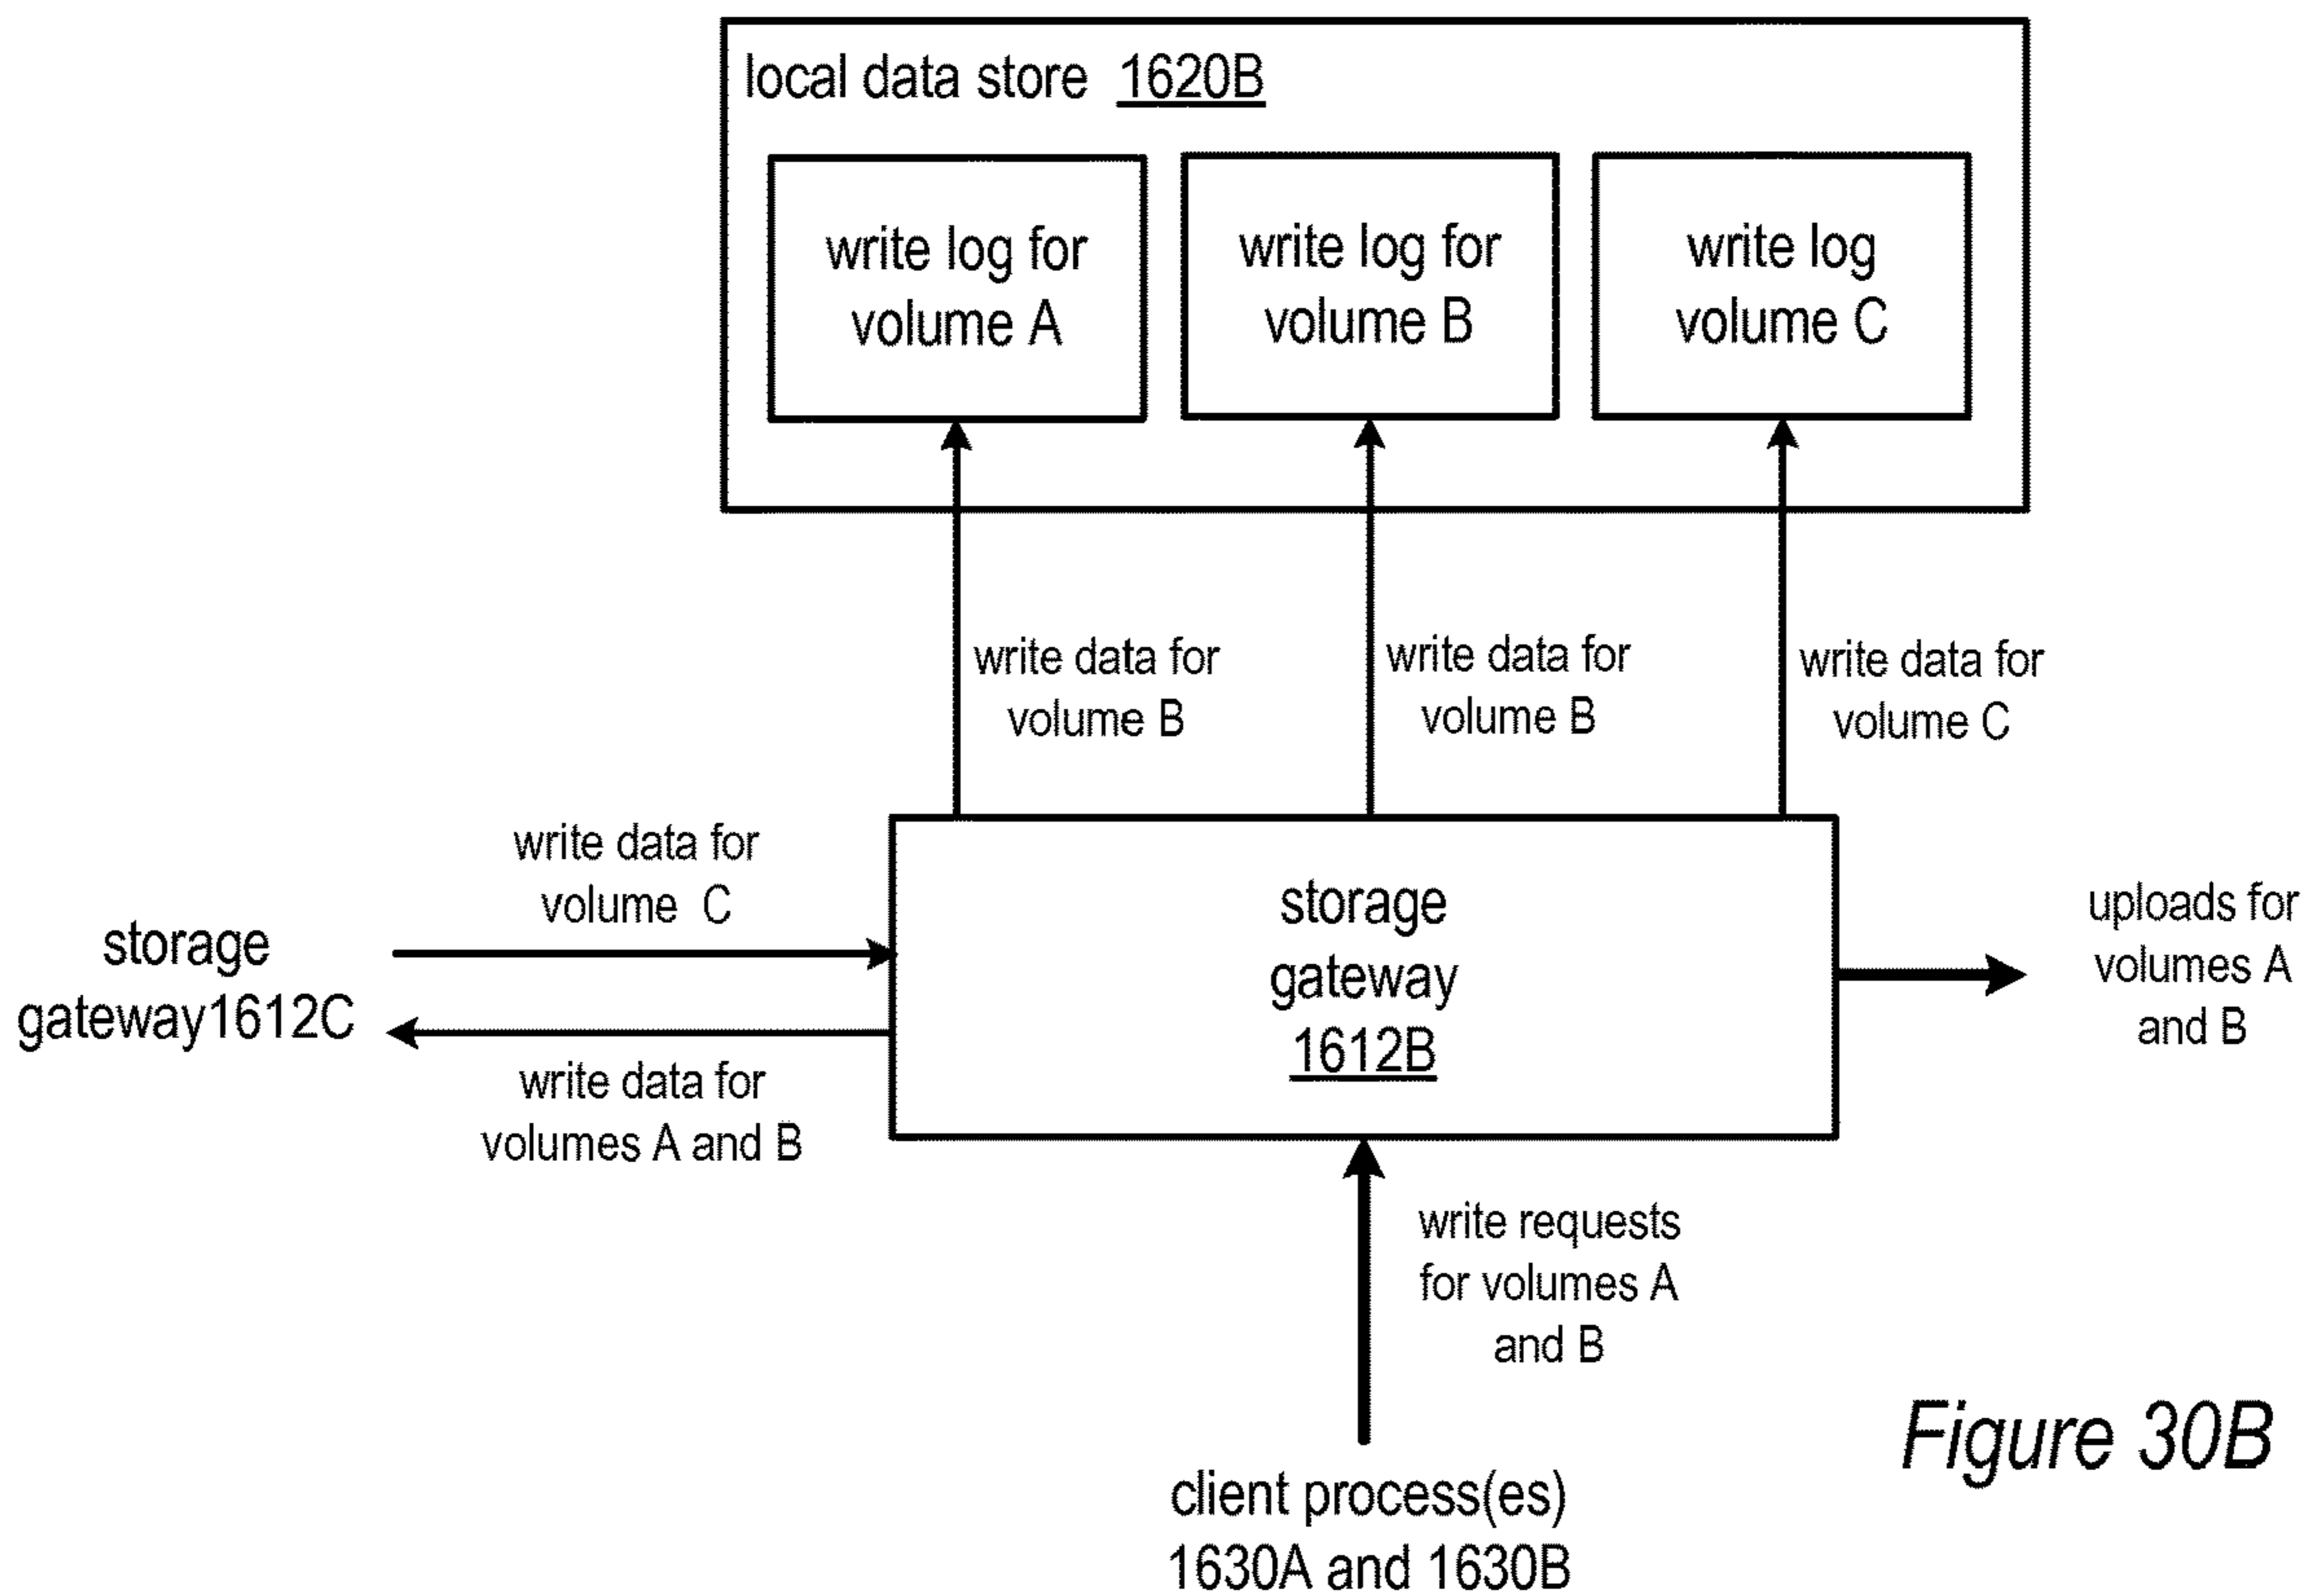 local data store 1620B
write log for
volume A
write log for
volume B
write log
volume C
write data for
volume B
write data for
volume B
write data for
volume C
write data for
volume C
storage
gateway1612C
write data for
volumes A and B
storage
gateway
1612B
uploads for
volumes A
and B
write requests
for volumes A
and B
client process(es)
1630A and 1630B
Figure 30B